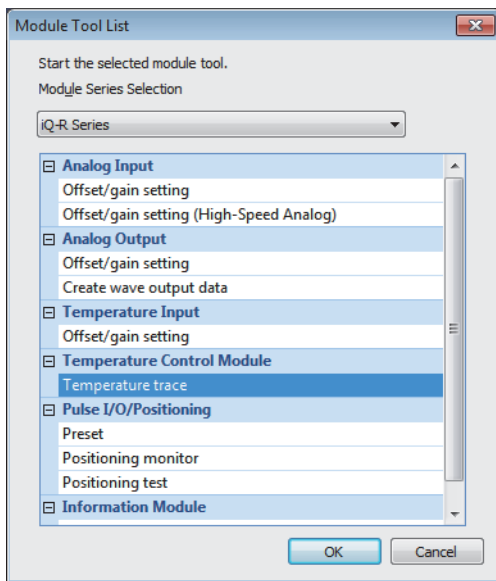 Module Tool List
Start the selected module tool.
Module Series Selection
iQ-R Series
Analog Input
Offset/gain setting
Offset/gain setting (High-Speed Analog)
Analog Output
Offset/gain setting
Create wave output data
Temperature Input
Offset/gain setting
Temperature Control Module
Temperature trace
Pulse I/O/Positioning
Preset
Positioning monitor
Positioning test
Information Module
OK
Cancel